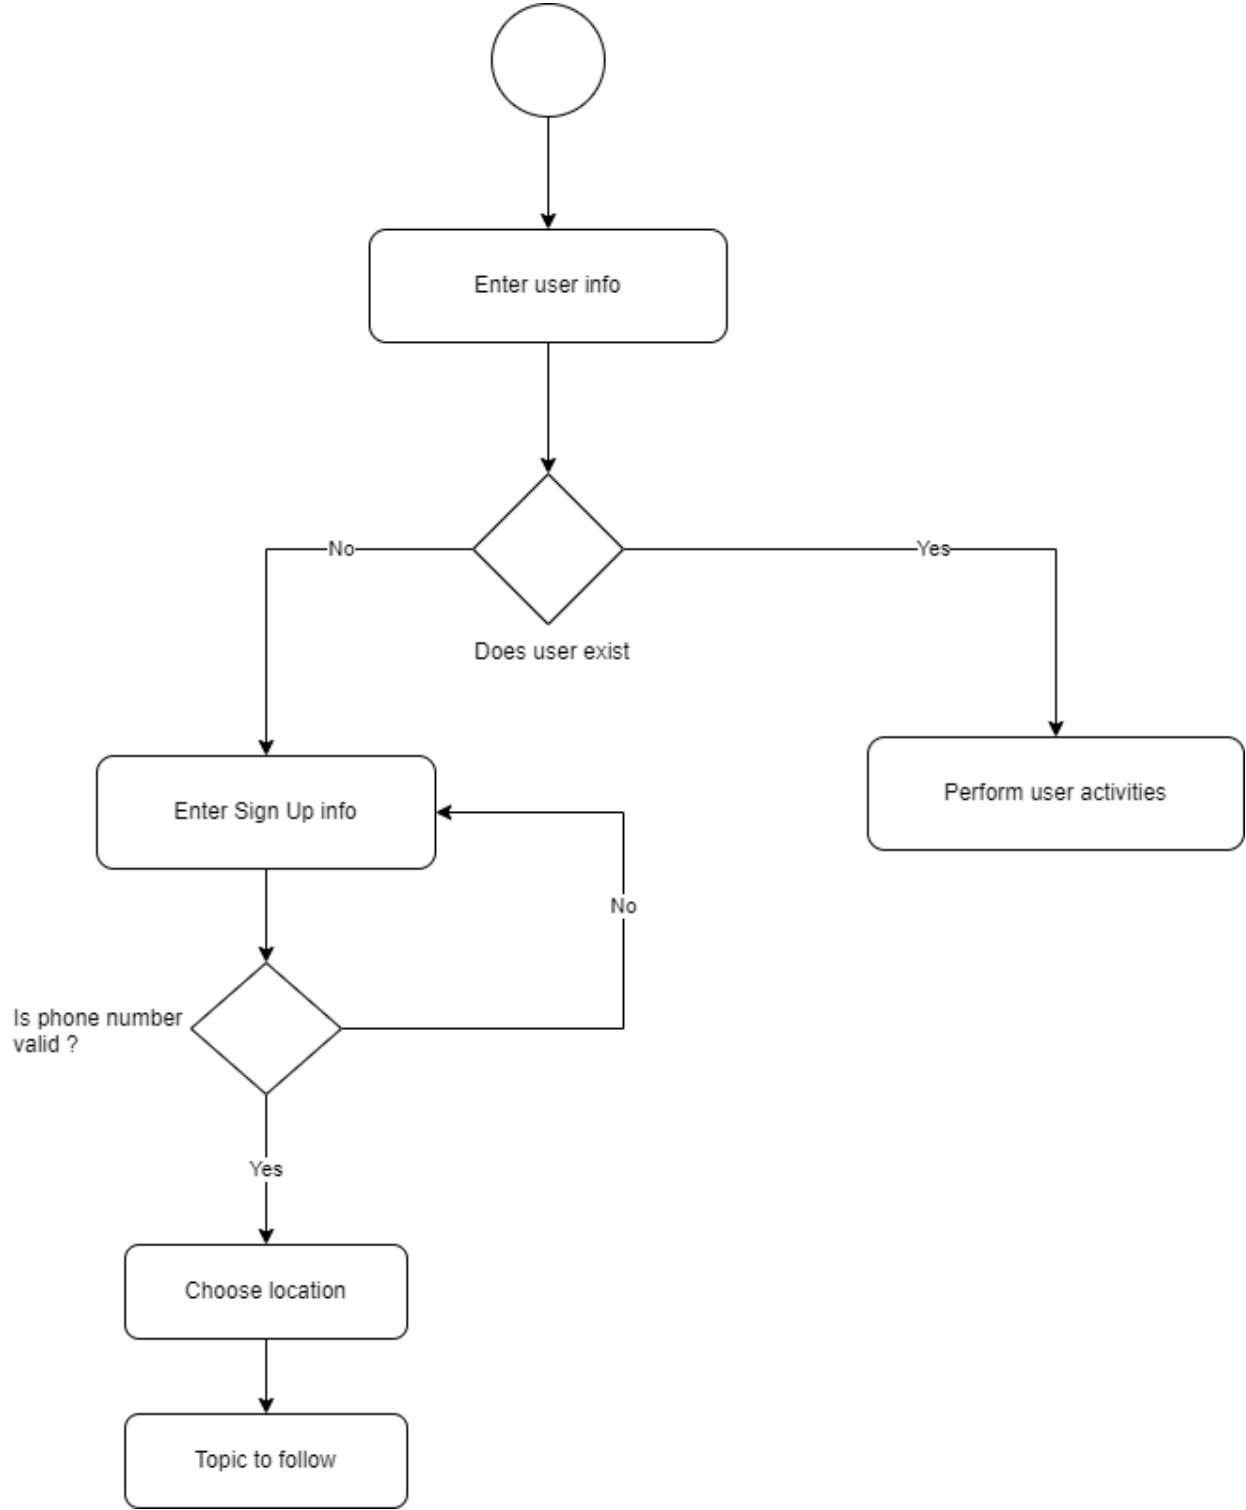 Enter user info
No
Yes
Does user exist
Enter Sign Up info
Perform user activities
No
Is phone number
valid ?
Yes
Choose location
Topic to follow